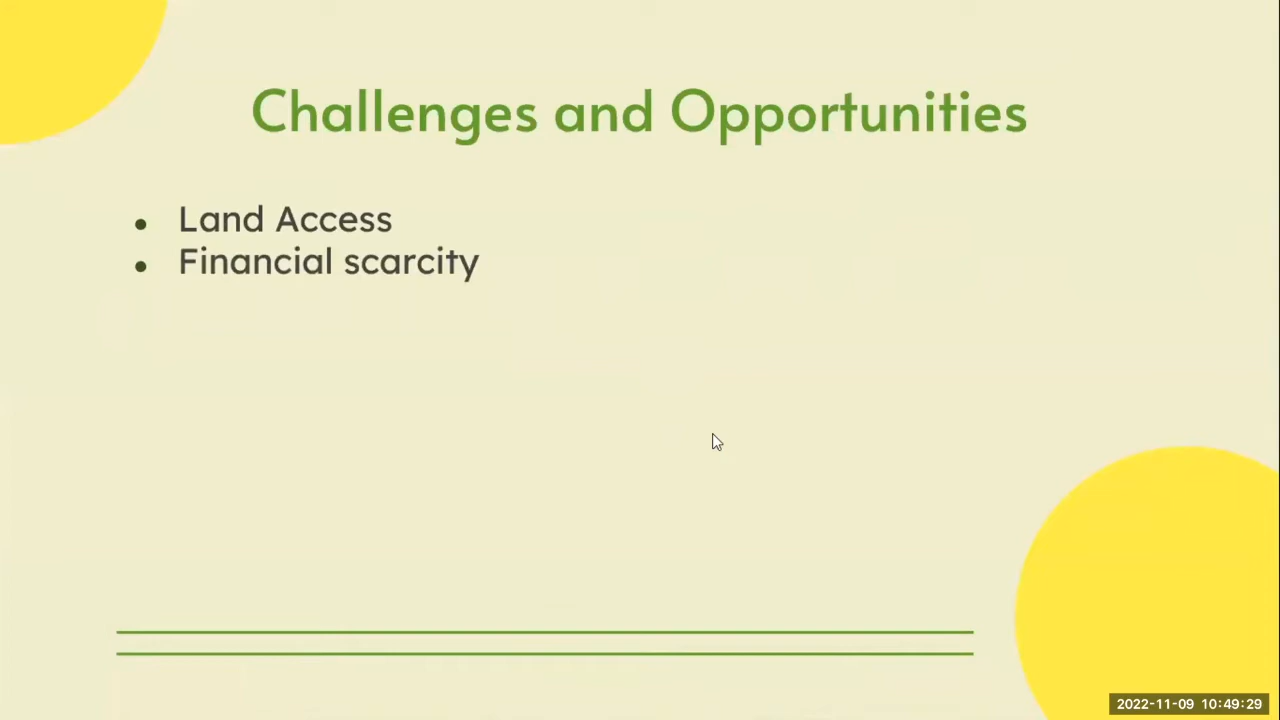 Challenges and Opportunities
• Land Access
• Financial scarcity
2022-11-09 10:49:29